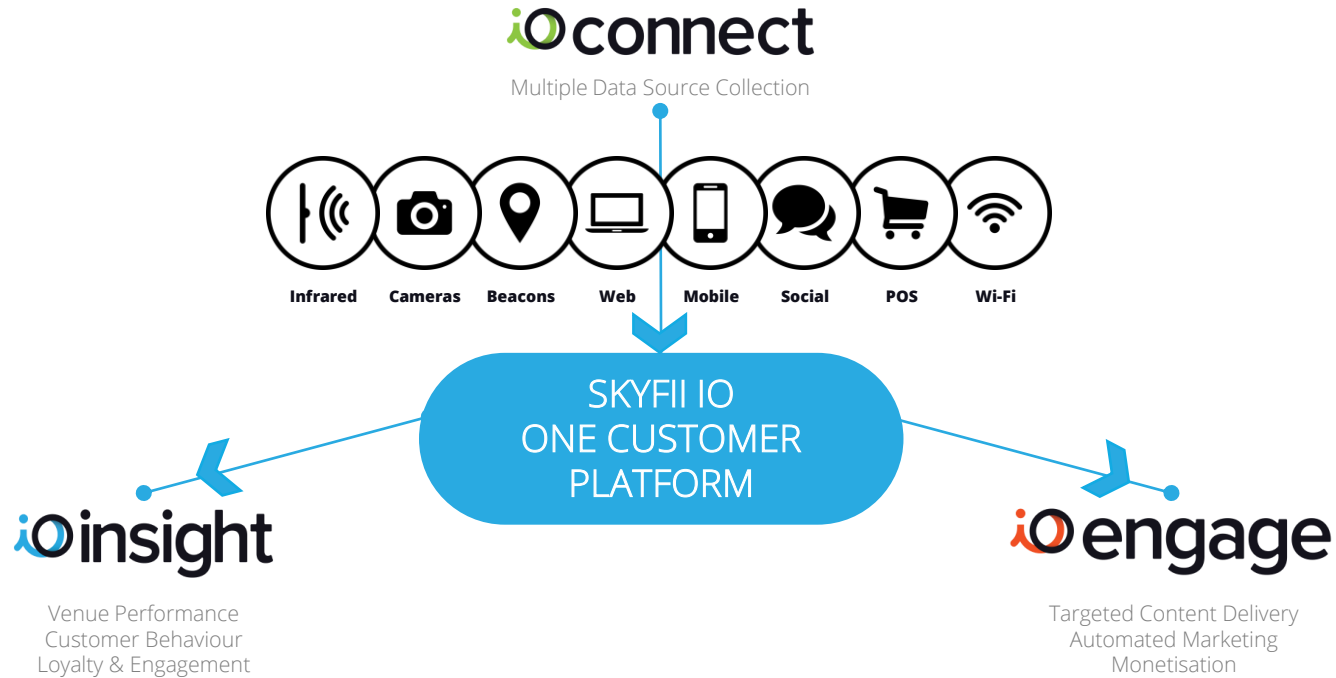 iO connect
Multiple Data Source Collection
Infrared Cameras Beacons Web Mobile Social POS Wi-Fi
SKYFII IO
ONE CUSTOMER
PLATFORM
iO insight
Venue Performance
Customer Behaviour
Loyalty & Engagement
iO engage
Targeted Content Delivery
Automated Marketing
Monetisation